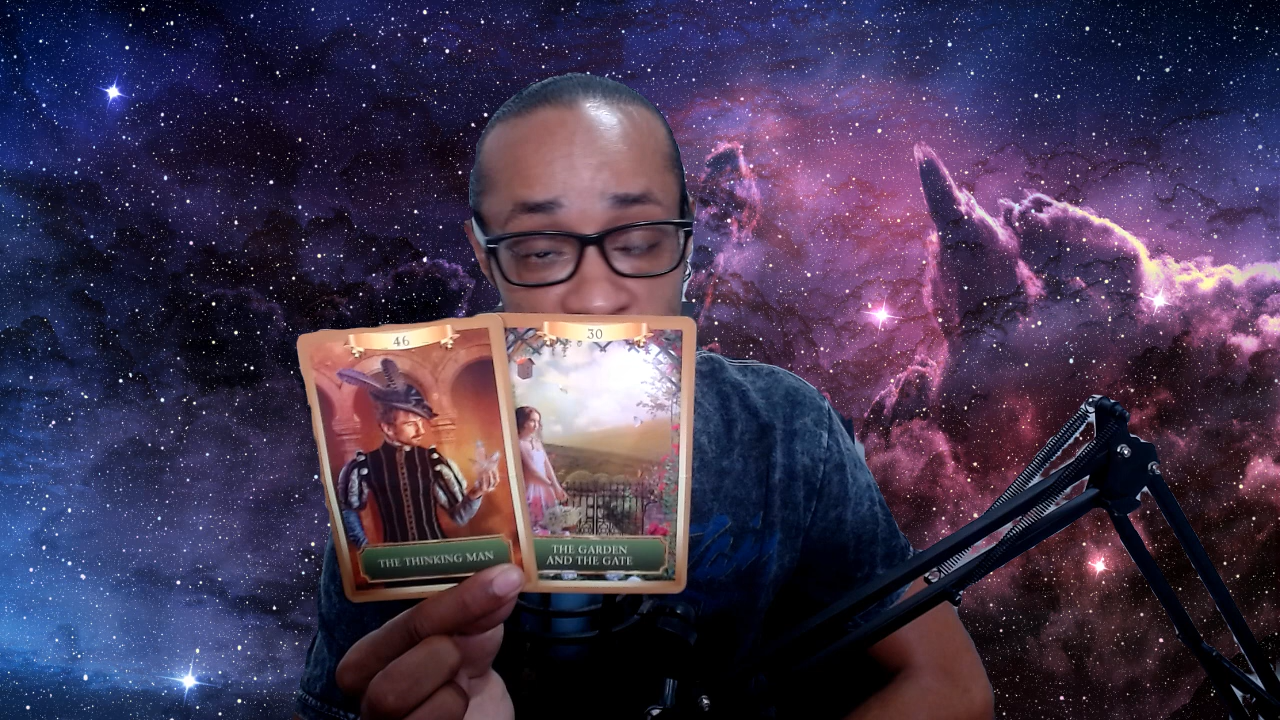 46
THE THINKING MAN
30
THE GARDEN
AND THE GATE